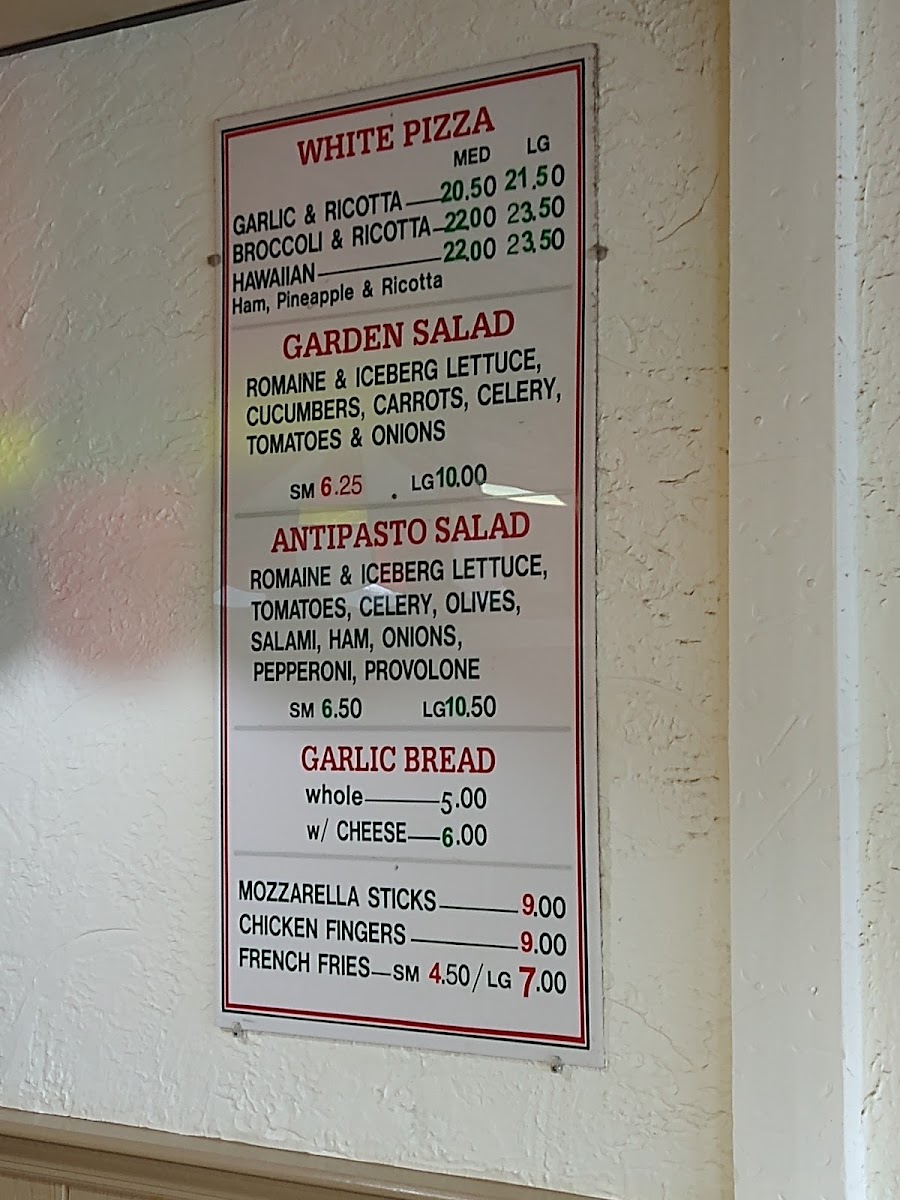 WHITE PIZZA
MED LG
GARLIC & RICOTTA 20.50 21.50
BROCCOLI & RICOTTA 22.00 23.50
HAWAIIAN 22.00 23.50
Ham, Pineapple & Ricotta
GARDEN SALAD
ROMAINE & ICEBERG LETTUCE,
CUCUMBERS, CARROTS, CELERY,
TOMATOES & ONIONS
SM 6.25 LG 10.00
ANTIPASTO SALAD
ROMAINE & ICEBERG LETTUCE,
TOMATOES, CELERY, OLIVES,
SALAMI, HAM, ONIONS,
PEPPERONI, PROVOLONE
SM 6.50 LG 10.50
GARLIC BREAD
whole 5.00
w/ CHEESE 6.00
MOZZARELLA STICKS 9.00
CHICKEN FINGERS 9.00
FRENCH FRIES SM 4.50 / LG 7.00